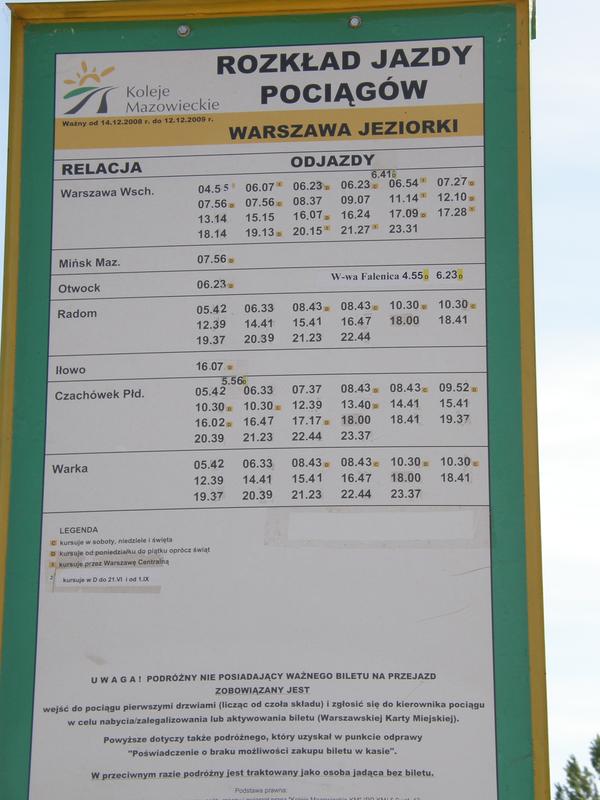 ROZKŁAD JAZDY
POCIĄGÓW
Koleje
Mazowieckie
Ważny od 14.12.2008 r. do 12.12.2009 r.
WARSZAWA JEZIORKI
RELACJA ODJAZDY
6.41 D
Warszawa Wsch. 04.55 06.07 06.23 06.23 06.54 07.27
07.56 07.56 08.37 09.07 11.14 12.10
13.14 15.15 16.07 16.24 17.09 17.28
18.14 19.13 20.15 21.27 23.31
Mińsk Maz. 07.56
Otwock 06.23 W-wa Falenica 4.55 D 6.23 D
Radom 05.42 06.33 08.43 08.43 10.30 10.30
12.39 14.41 15.41 16.47 18.00 18.41
19.37 20.39 21.23 22.44
Iłowo 16.07
5.56
Czachówek Płd. 05.42 06.33 07.37 08.43 08.43 09.52
10.30 10.30 12.39 13.40 14.41 15.41
16.02 16.47 17.17 18.00 18.41 19.37
20.39 21.23 22.44 23.37
Warka 05.42 06.33 08.43 08.43 10.30 10.30
12.39 14.41 15.41 16.47 18.00 18.41
19.37 20.39 21.23 22.44 23.37
LEGENDA
C kursuje w soboty, niedziele i święta
D kursuje od poniedziałku do piątku oprócz świąt
kursuje przez Warszawę Centralną
kursuje w D do 21.VI i od 1.IX
U W A G A ! PODRÓŻNY NIE POSIADAJĄCY WAŻNEGO BILETU NA PRZEJAZD
ZOBOWIĄZANY JEST
wejść do pociągu pierwszymi drzwiami (licząc od czoła składu) i zgłosić się do kierownika pociągu
w celu nabycia/zalegalizowania lub aktywowania biletu (Warszawskiej Karty Miejskiej).
Powyższe dotyczy także podróżnego, który uzyskał w punkcie odprawy
"Poświadczenie o braku możliwości zakupu biletu w kasie".
W przeciwnym razie podróżny jest traktowany jako osoba jadąca bez biletu.
Podstawa prawna: